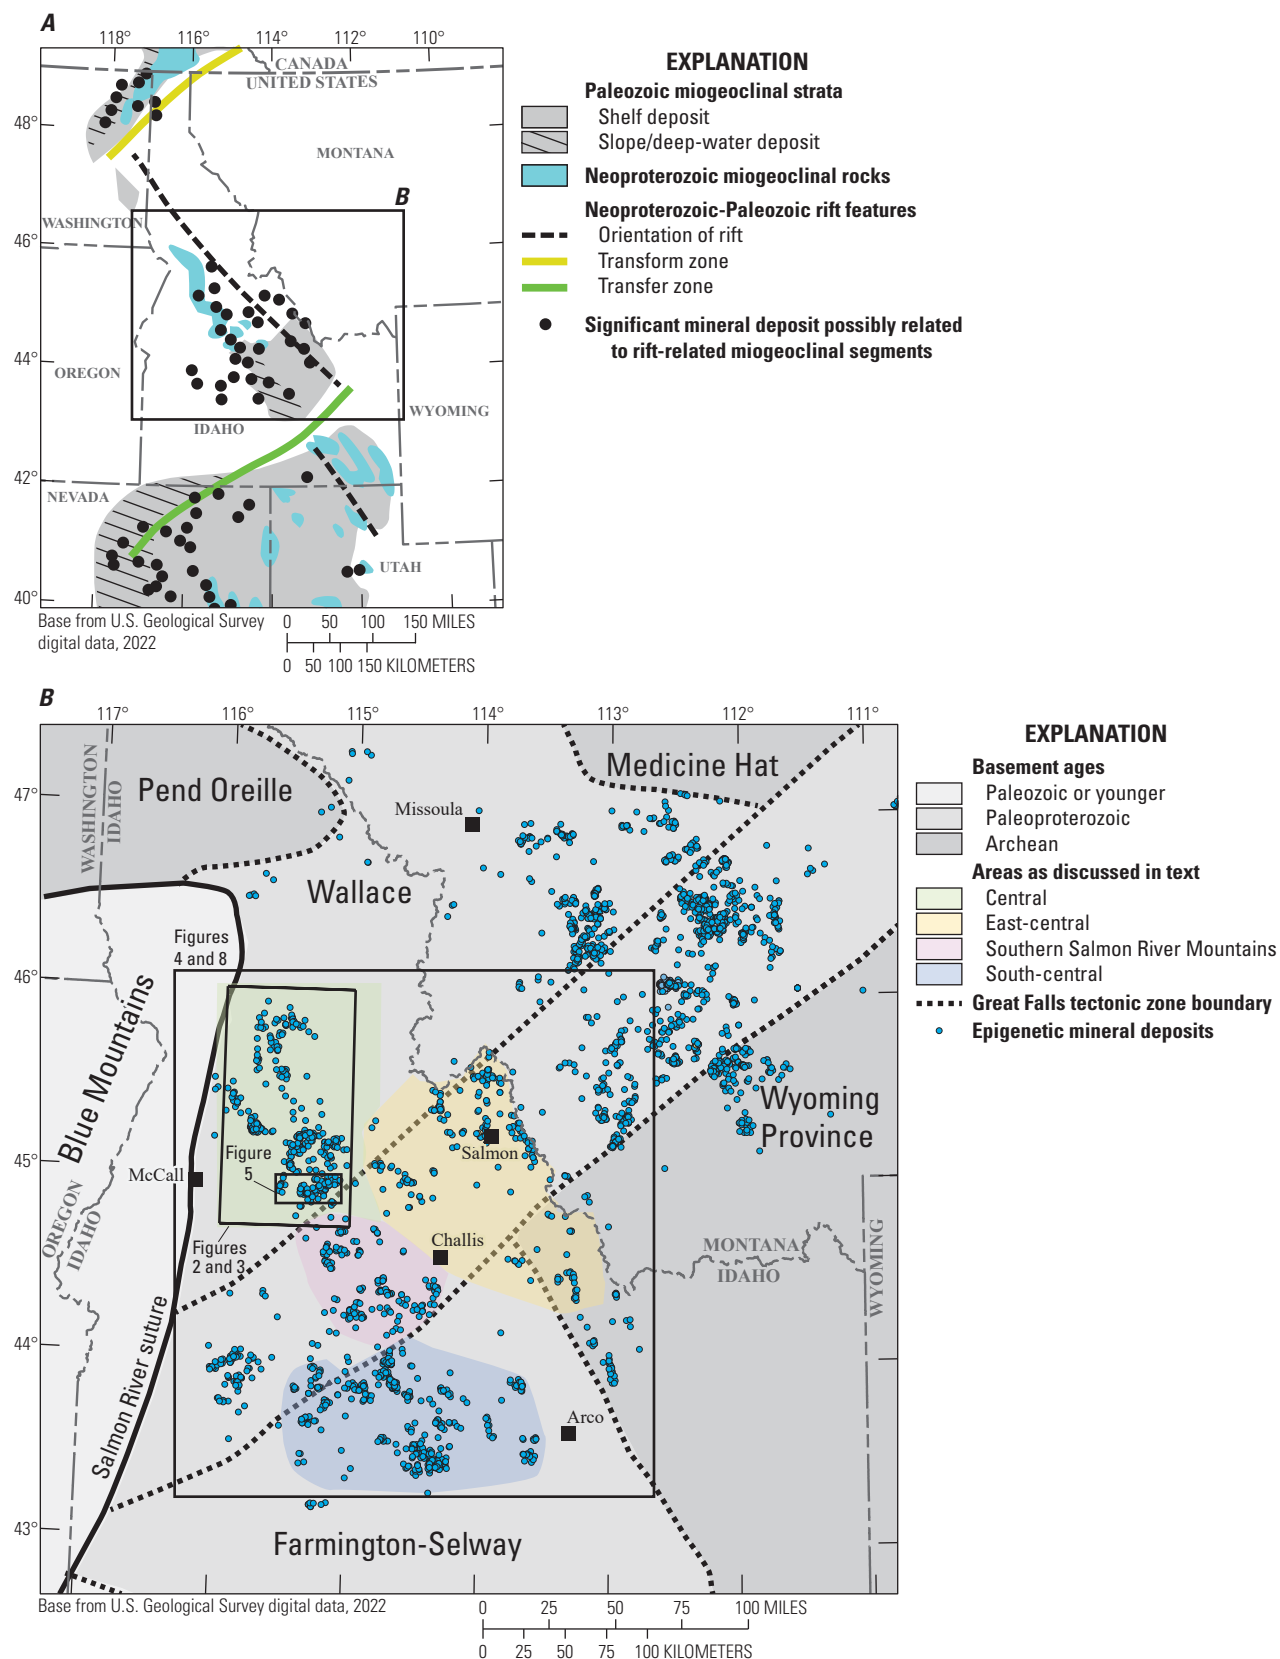 A
118° 116° 114° 112° 110°
CANADA
UNITED STATES
48°
MONTANA
B
WASHINGTON
46°
44°
OREGON
WYOMING
IDAHO
42°
NEVADA
UTAH
40°
Base from U.S. Geological Survey
digital data, 2022
0 50 100 150 MILES
0 50 100 150 KILOMETERS
EXPLANATION
Paleozoic miogeoclinal strata
Shelf deposit
Slope/deep-water deposit
Neoproterozoic miogeoclinal rocks
Neoproterozoic-Paleozoic rift features
Orientation of rift
Transform zone
Transfer zone
Significant mineral deposit possibly related
to rift-related miogeoclinal segments
B
117° 116° 115° 114° 113° 112° 111°
47°
WASHINGTON
IDAHO
Pend Oreille
Medicine Hat
Missoula
Wallace
Figures
4 and 8
46°
Blue Mountains
Wyoming
Province
45°
Figure
5
Salmon
McCall
OREGON
IDAHO
Figures
2 and 3
Challis
MONTANA
IDAHO
WYOMING
44°
Salmon River suture
Arco
43°
Farmington-Selway
Base from U.S. Geological Survey digital data, 2022
0 25 50 75 100 MILES
0 25 50 75 100 KILOMETERS
EXPLANATION
Basement ages
Paleozoic or younger
Paleoproterozoic
Archean
Areas as discussed in text
Central
East-central
Southern Salmon River Mountains
South-central
Great Falls tectonic zone boundary
Epigenetic mineral deposits